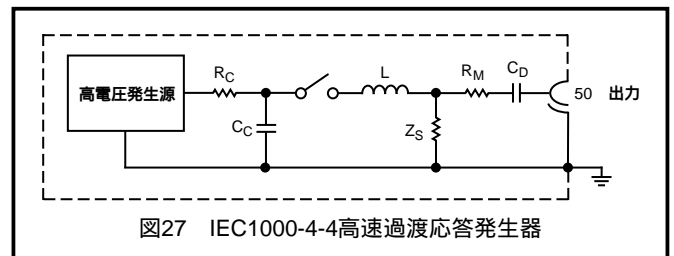 高電圧発生源
RC
CC
L
ZS
RM
CD
50 出力
図27 IEC1000-4-4高速過渡応答発生器